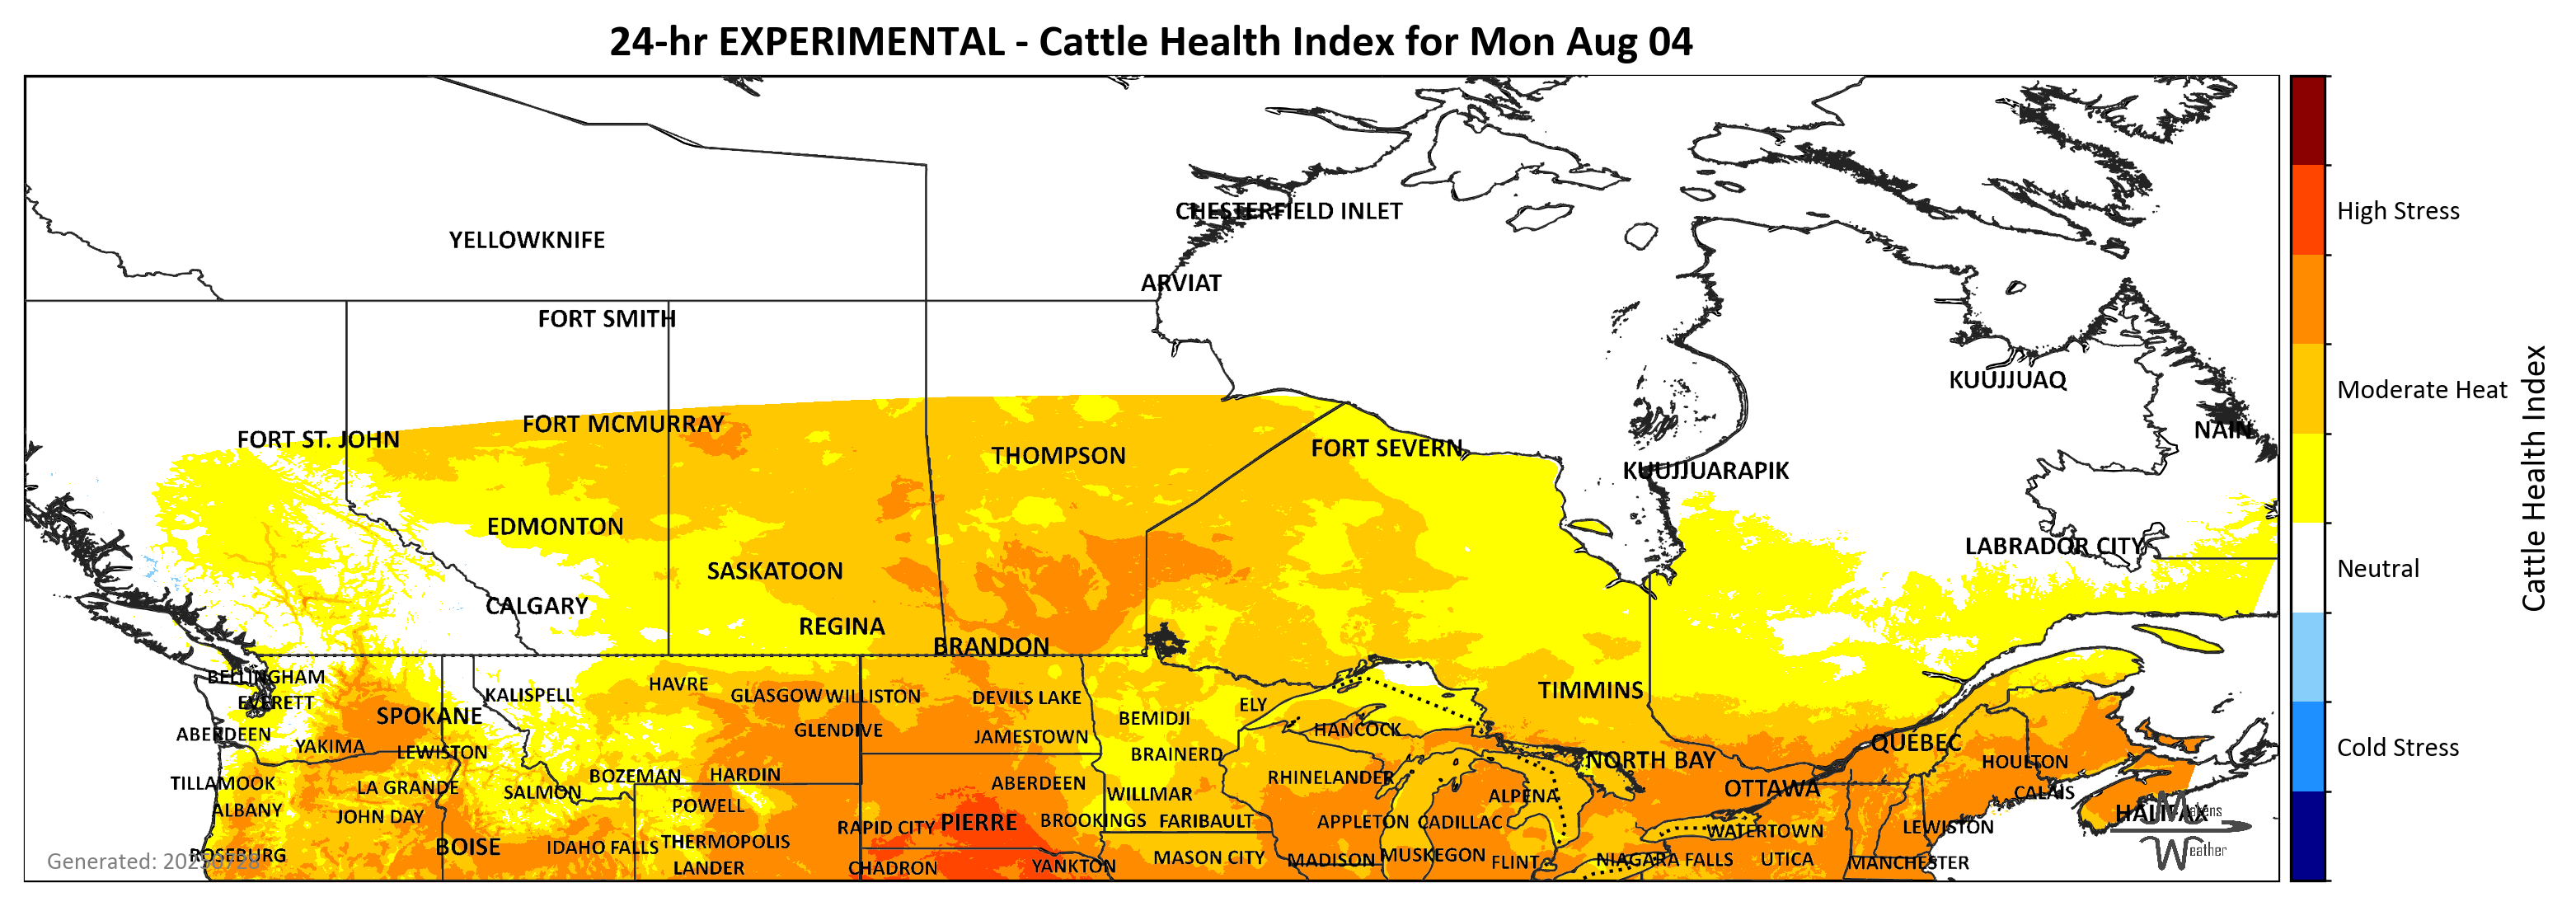 24-hr EXPERIMENTAL - Cattle Health Index for Mon Aug 04
CHESTERFIELD INLET
High Stress
YELLOWKNIFE
ARVIAT
FORT SMITH
KUUJJUAQ
Moderate Heat
FORT MCMURRAY
NAIN
FORT ST. JOHN
FORT SEVERN
THOMPSON
KUUJJUARAPIK
Cattle Health Index
EDMONTON
LABRADOR CITY
SASKATOON
Neutral
CALGARY
REGINA
BRANDON
BELLINGHAM
HAVRE
TIMMINS
KALISPELL
GLASGOW
WILLISTON
DEVILS LAKE
EVERETT
ELY
SPOKANE
BEMIDJI
GLENDIVE
HANCOCK
ABERDEEN
JAMESTOWN
QUEBEC
YAKIMA
LEWISTON
BRAINERD
Cold Stress
NORTH BAY
HOULTON
BOZEMAN
HARDIN
RHINELANDER
TILLAMOOK
LA GRANDE
ABERDEEN
OTTAWA
SALMON
WILLMAR
ALPENA
CALAIS
POWELL
ALBANY
JOHN DAY
HALIFAX
Makens
PIERRE
BROOKINGS
FARIBAULT
APPLETON
CADILLAC
RAPID CITY
WATERTOWN
LEWISTON
THERMOPOLIS
BOISE
IDAHO FALLS
Weather
ROSEBURG
MASON CITY
MADISON
MUSKEGON
NIAGARA FALLS
UTICA
Generated: 20250728
FLINT
MANCHESTER
LANDER
CHADRON
YANKTON